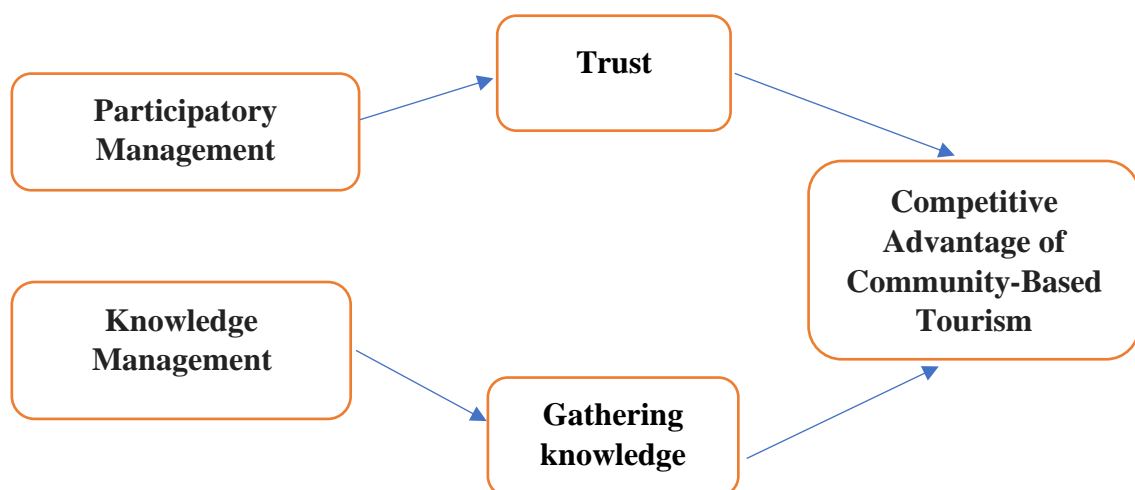 Trust
Participatory
Management
Competitive
Advantage of
Community-Based
Tourism
Knowledge
Management
Gathering
knowledge